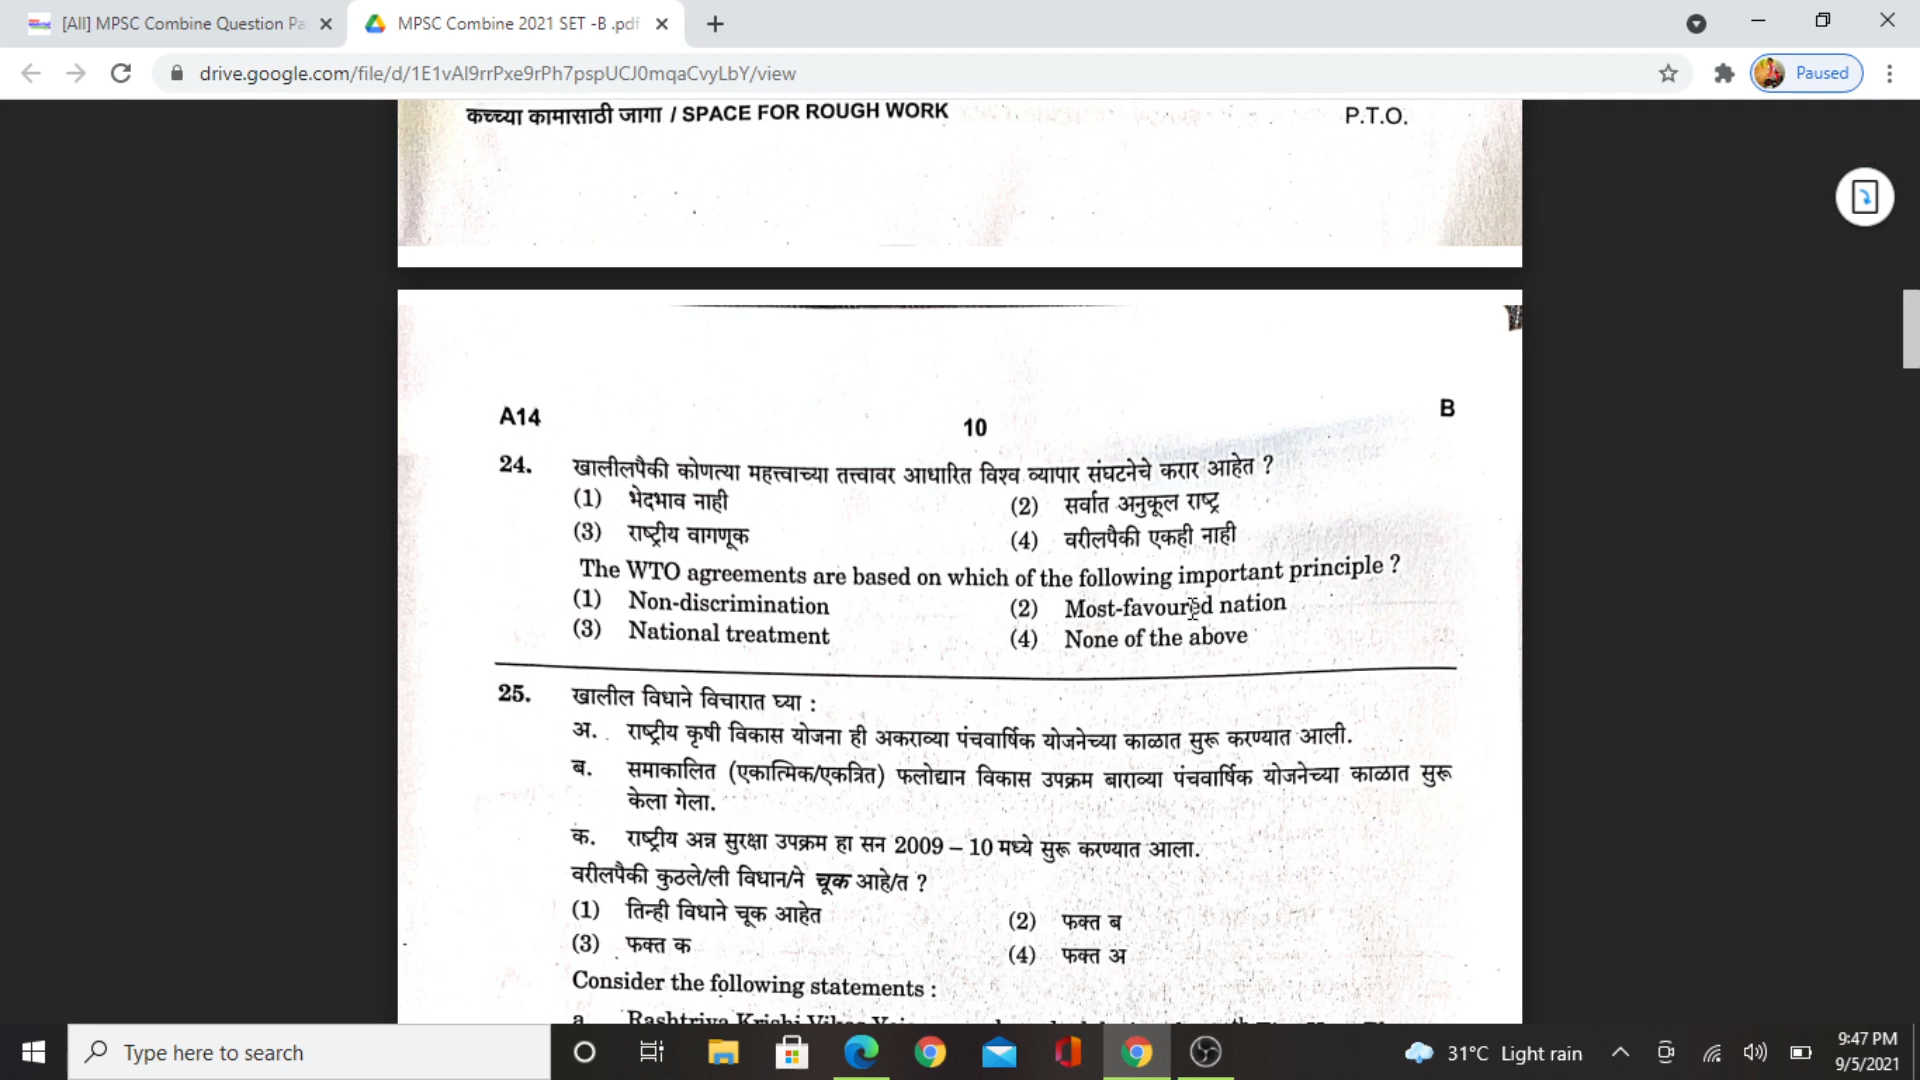 [All] MPSC Combine Question Pa
MPSC Combine 2021 SET -B .pdf
drive.google.com/file/d/1E1vAl9rrPxe9rPh7pspUCJ0mqaCvyLbY/view
Paused
कच्च्या कामासाठी जागा / SPACE FOR ROUGH WORK P.T.O.
A14 10 B
24. खालीलपैकी कोणत्या महत्त्वाच्या तत्त्वावर आधारित विश्व व्यापार संघटनेचे करार आहेत ?
(1) भेदभाव नाही (2) सर्वात अनुकूल राष्ट्र
(3) राष्ट्रीय वागणूक (4) वरीलपैकी एकही नाही
The WTO agreements are based on which of the following important principle ?
(1) Non-discrimination (2) Most-favoured nation
(3) National treatment (4) None of the above
25. खालील विधाने विचारात घ्या :
अ. राष्ट्रीय कृषी विकास योजना ही अकराव्या पंचवार्षिक योजनेच्या काळात सुरू करण्यात आली.
ब. समाकालित (एकात्मिक/एकत्रित) फलोद्यान विकास उपक्रम बाराव्या पंचवार्षिक योजनेच्या काळात सुरू
केला गेला.
क. राष्ट्रीय अन्न सुरक्षा उपक्रम हा सन 2009 – 10 मध्ये सुरू करण्यात आला.
वरीलपैकी कुठले/ली विधान/ने चूक आहे/त ?
(1) तिन्ही विधाने चूक आहेत (2) फक्त ब
(3) फक्त क (4) फक्त अ
Consider the following statements :
a Rashtriya Krishi Vikas
Type here to search
31°C Light rain
9:47 PM
9/5/2021